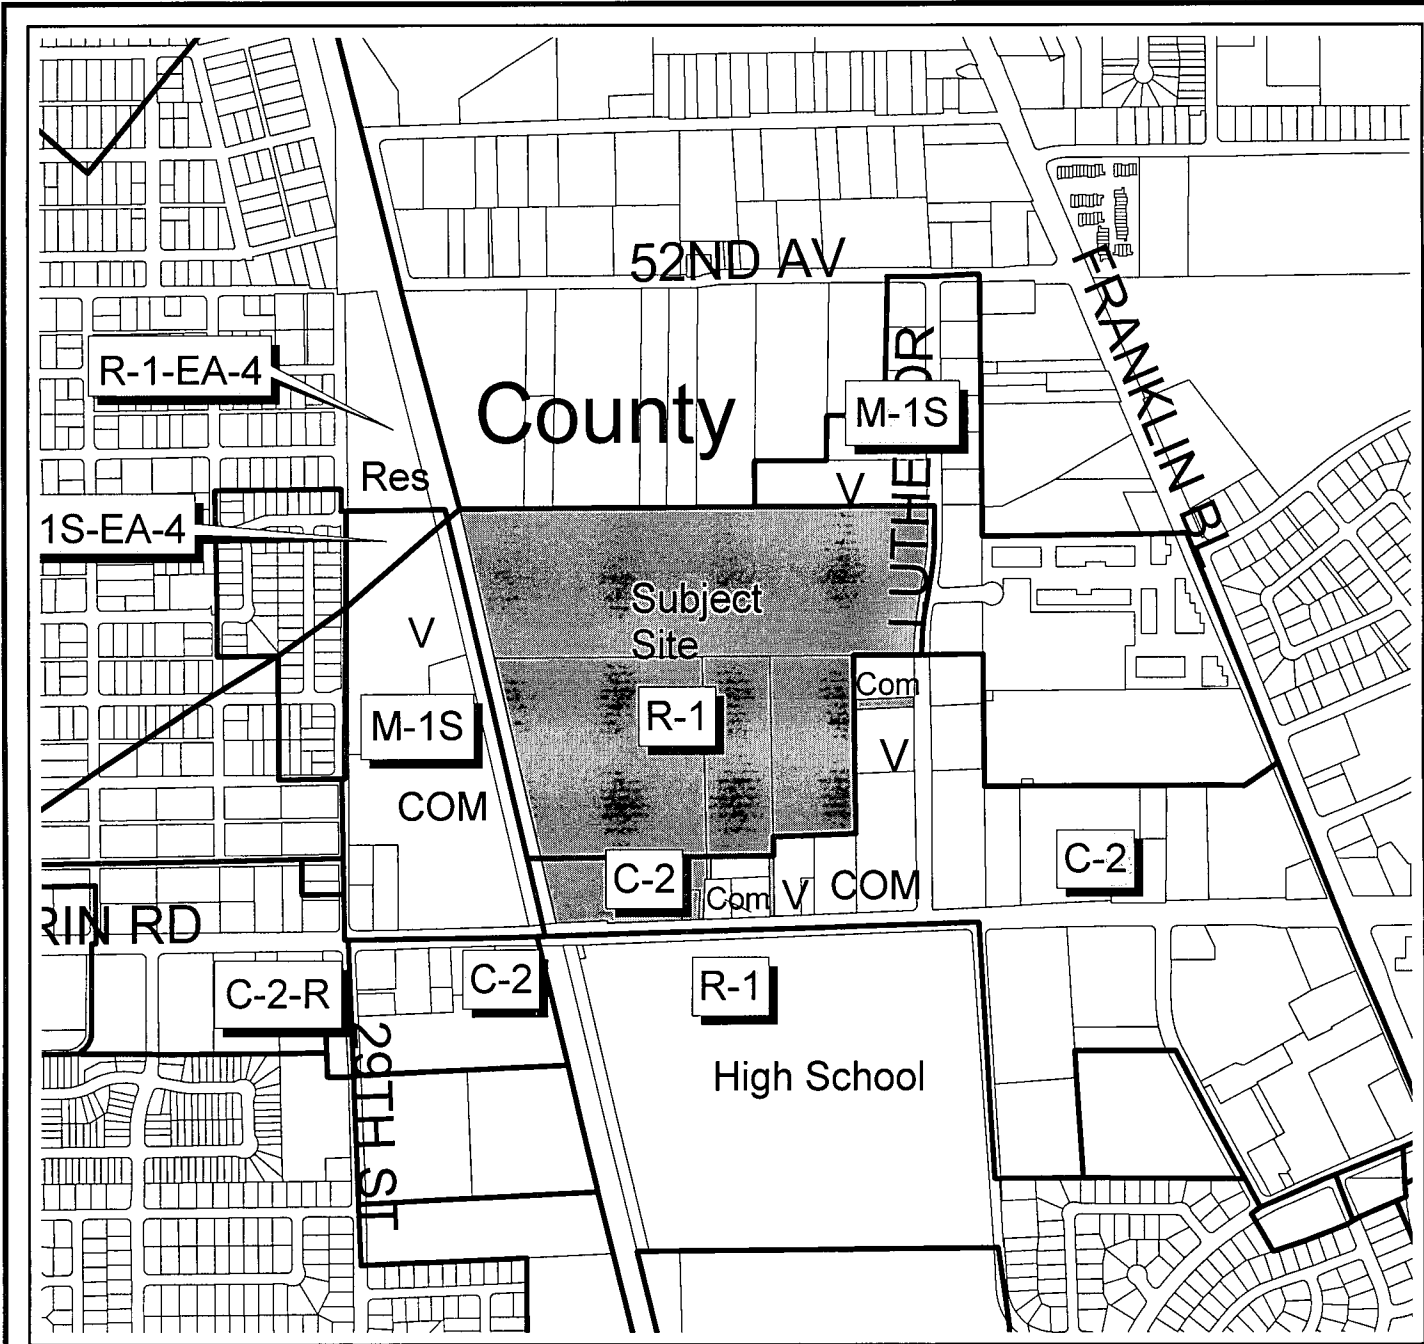 52ND AV
FRANKLIN BL
R-1-EA-4
County
DR
M-1S
Res
V
1S-EA-4
Subject
Site
V
Com
R-1
M-1S
V
COM
C-2
C-2
Com
V
COM
RIN RD
C-2-R
C-2
R-1
29TH ST
High School